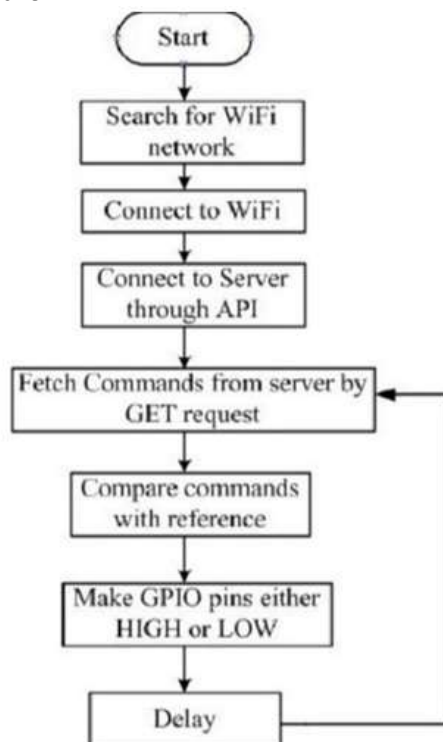 Start
Search for WiFi
network
Connect to WiFi
Connect to Server
through API
Fetch Commands from server by
GET request
Compare commands
with reference
Make GPIO pins either
HIGH or LOW
Delay